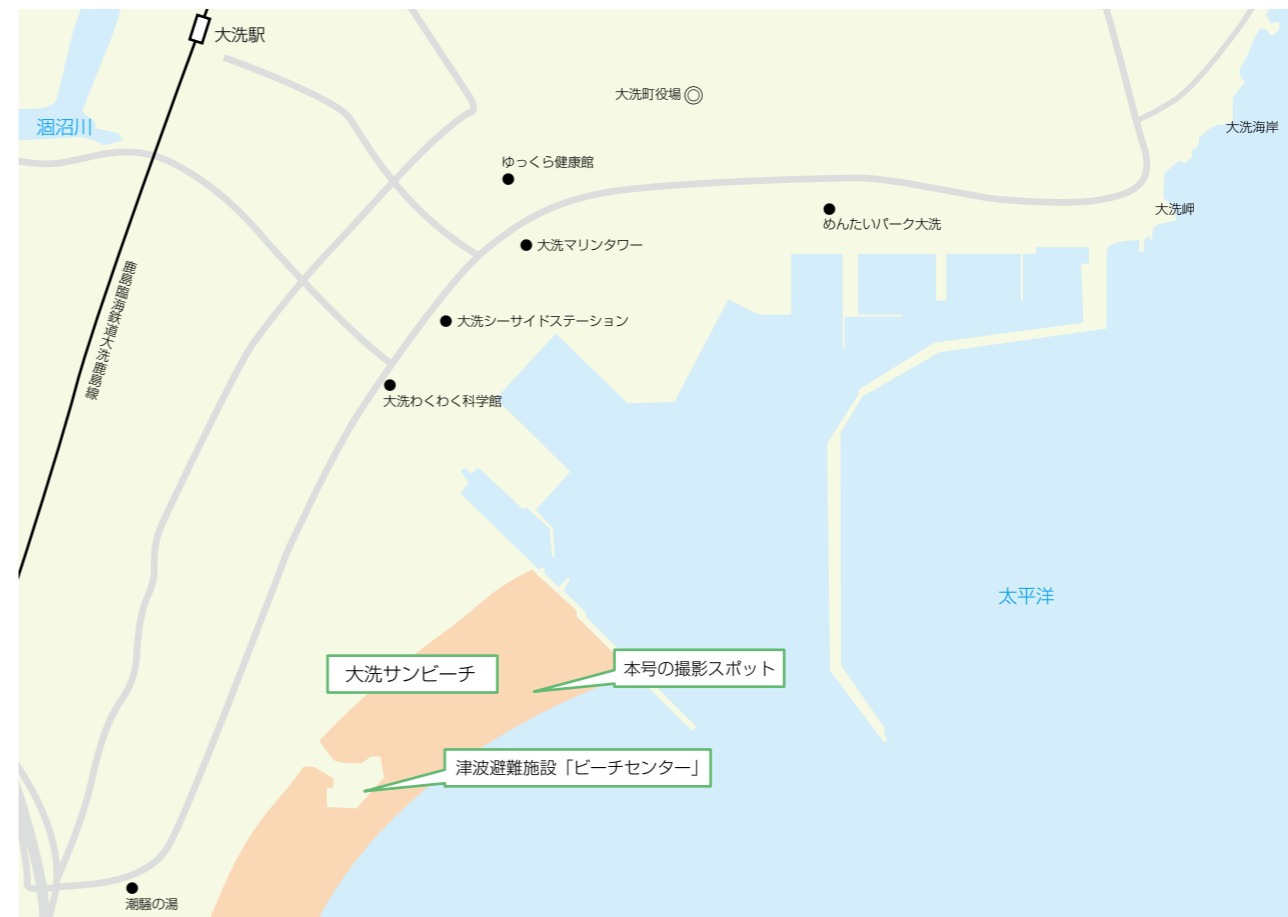 大洗駅
大洗町役場
涸沼川
大洗海岸
ゆっくら健康館
大洗岬
めんたいパーク大洗
大洗マリンタワー
鹿島臨海鉄道大洗鹿島線
大洗シーサイドステーション
大洗わくわく科学館
太平洋
大洗サンビーチ
本号の撮影スポット
津波避難施設「ビーチセンター」
潮騒の湯